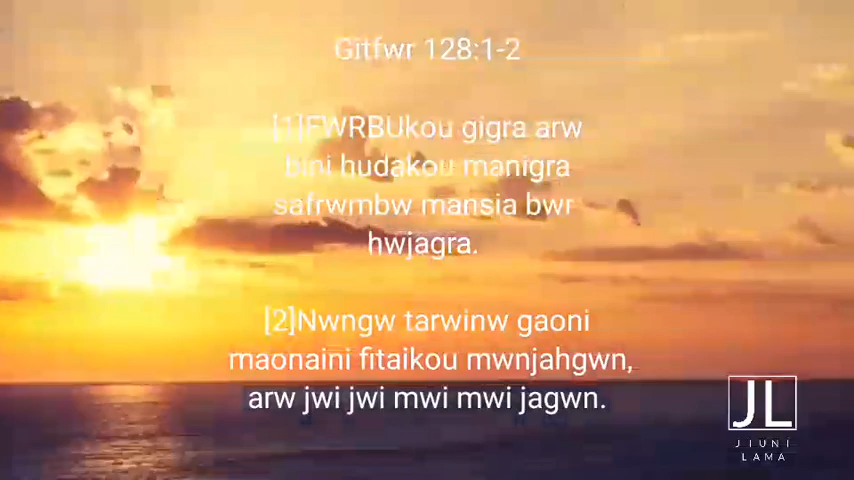 Gitfwr 128:1-2
[1]FWRBUkou gigra arw
bini hudakou manigra
safrwmbw mansia bwr
hwjagra.
[2]Nwngw tarwinw gaoni
maonaini fitaikou mwnjahgwn,
arw jwi jwi mwi mwi jagwn.
JL
JIUNI
LAMA